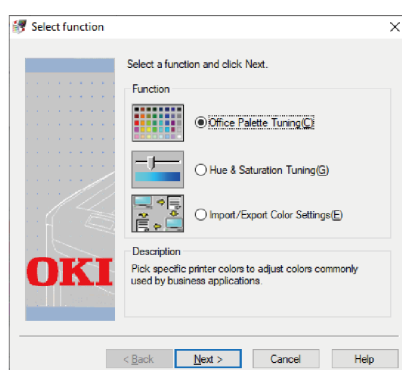 Select function
Select a function and click Next.
Function
Office Palette Tuning(C)
Hue & Saturation Tuning(G)
Import/Export Color Settings(E)
Description
Pick specific printer colors to adjust colors commonly
used by business applications.
OKI
< Back Next > Cancel Help